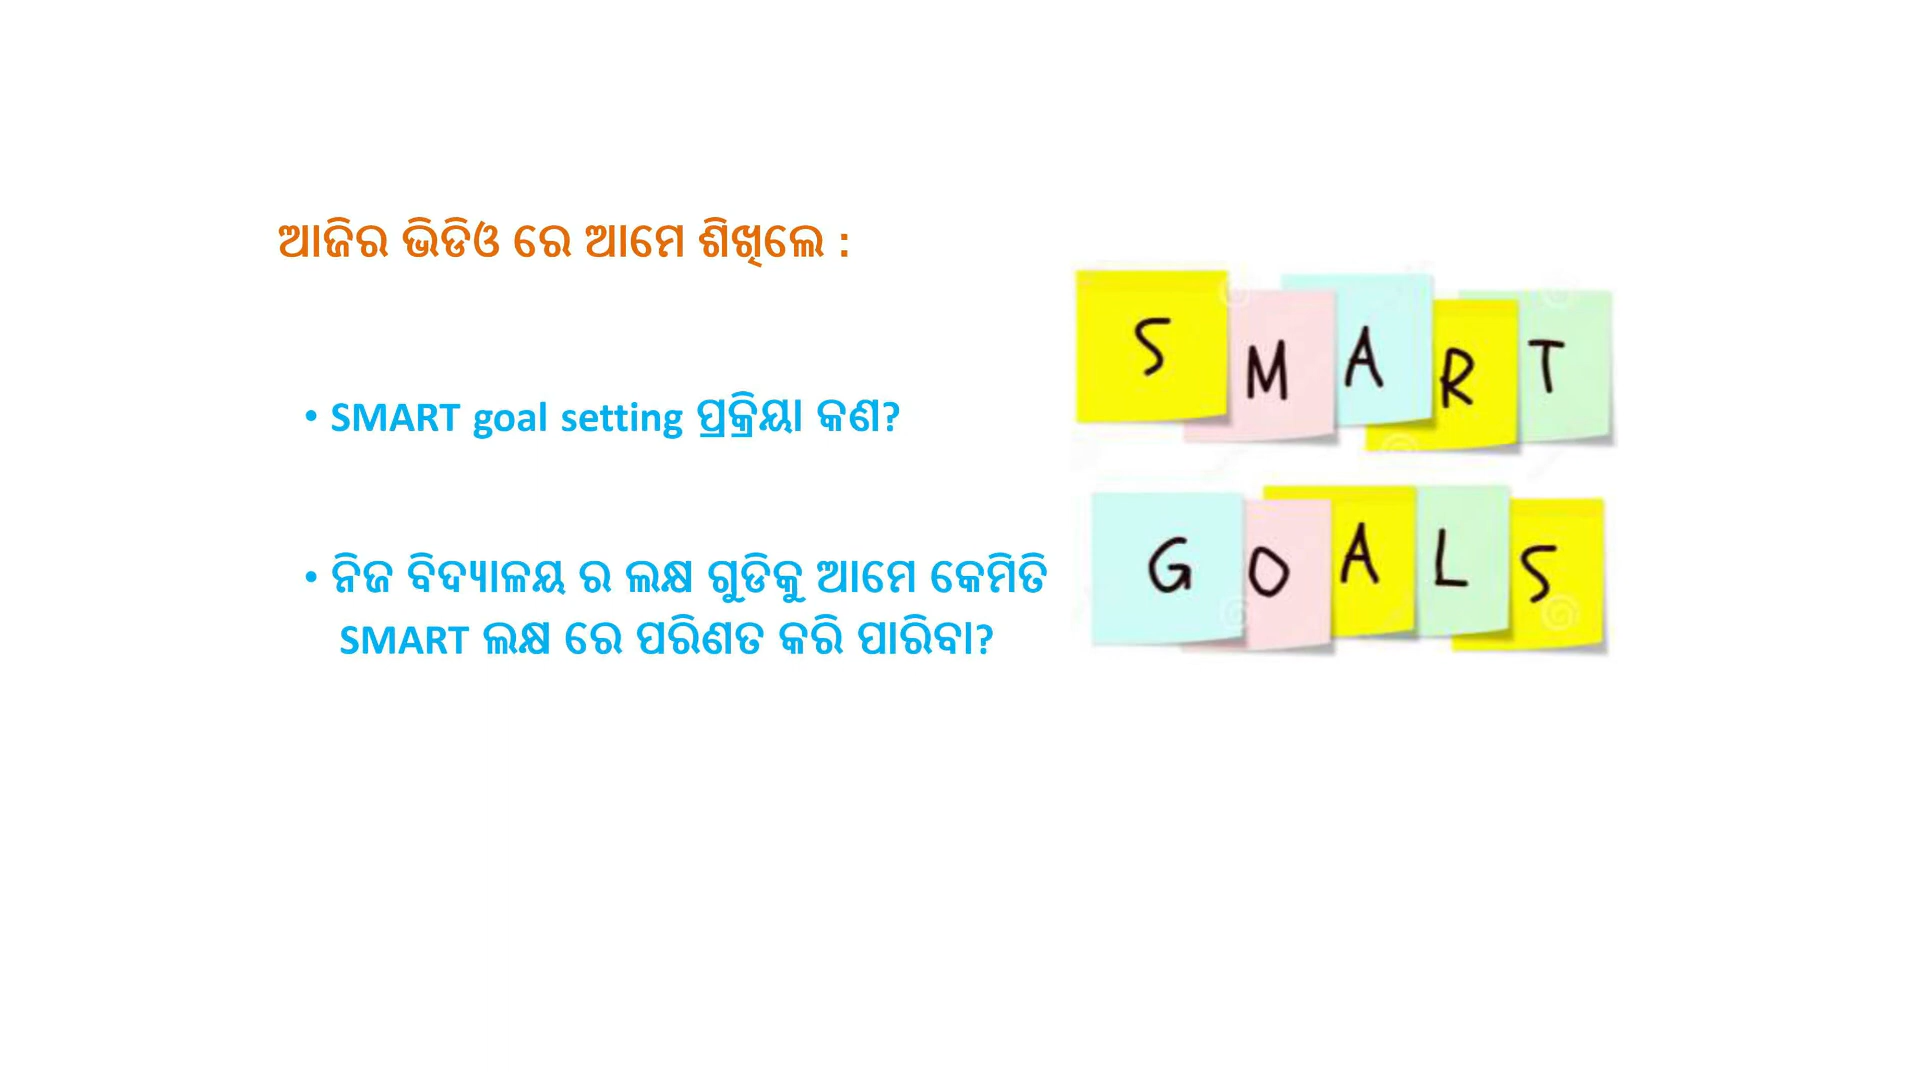 ଆଜିର ଭିଡିଓ ରେ ଆମେ ଶିଖିଲେ :
• SMART goal setting ପ୍ରକ୍ରିୟା କଣ?
• ନିଜ ବିଦ୍ୟାଳୟ ର ଲକ୍ଷ ଗୁଡିକୁ ଆମେ କେମିତି
SMART ଲକ୍ଷ ରେ ପରିଣତ କରି ପାରିବା?
SMART
GOALS